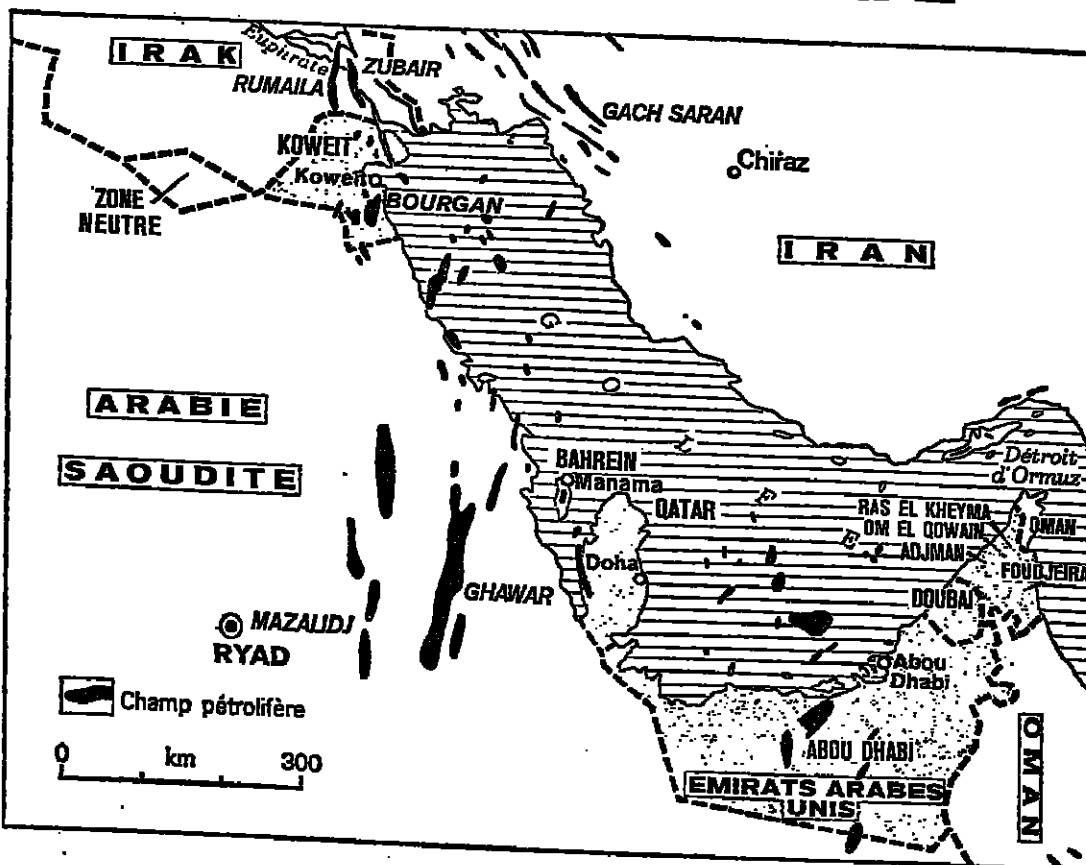 IRAK
Euphrate
ZUBAIR
RUMAILA
GACH SARAN
KOWEIT
Koweit
Chiraz
ZONE
NEUTRE
BOURGAN
IRAN
GOLFE
ARABIE
SAOUDITE
BAHREIN
Manama
QATAR
Détroit
d'Ormuz
RAS EL KHEYMA
OM EL QOWAIN
ADJMAN
OMAN
FOUDJEIRA
Doha
DOUBAI
GHAWAR
MAZALIDJ
RYAD
Abou
Dhabi
Champ pétrolifère
ABOU DHABI
0 km 300
EMIRATS ARABES
UNIS
OMAN